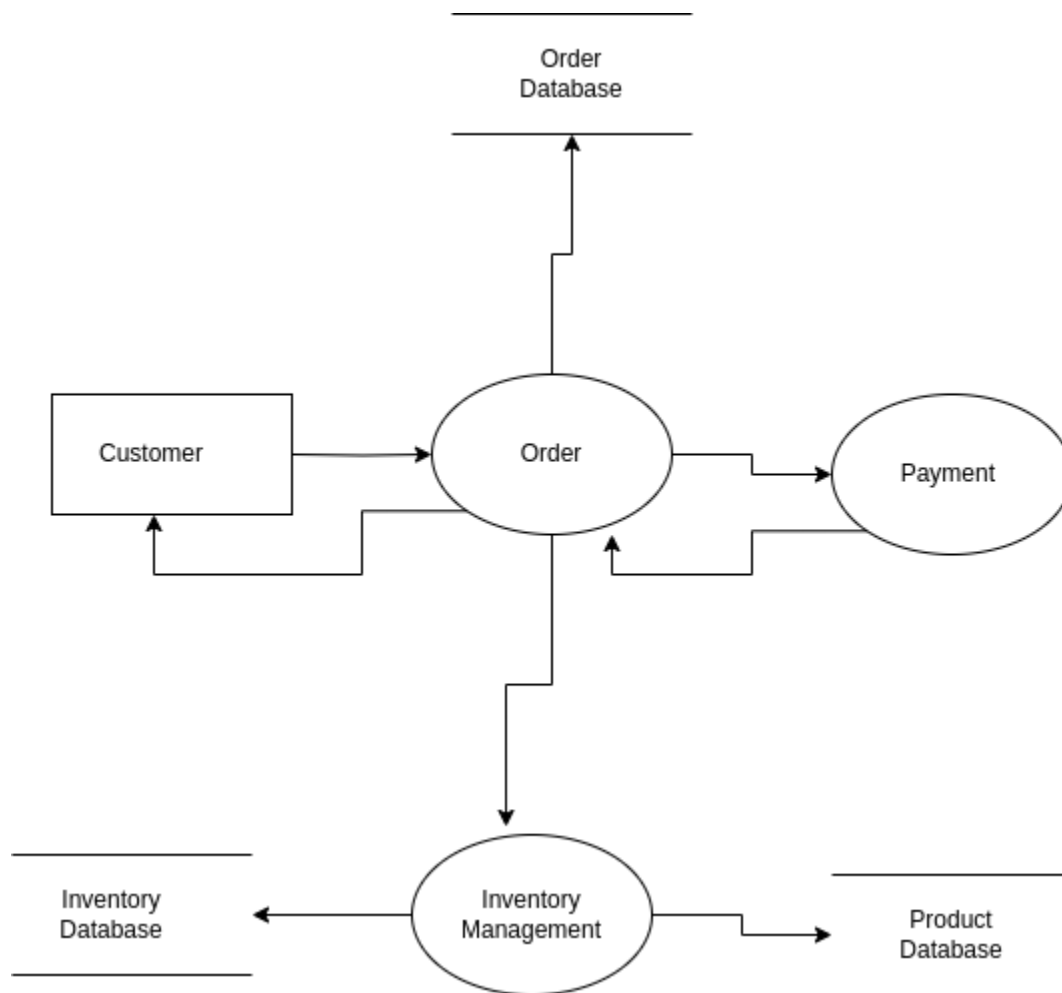 Order
Database
Customer
Order
Payment
Inventory
Database
Inventory
Management
Product
Database